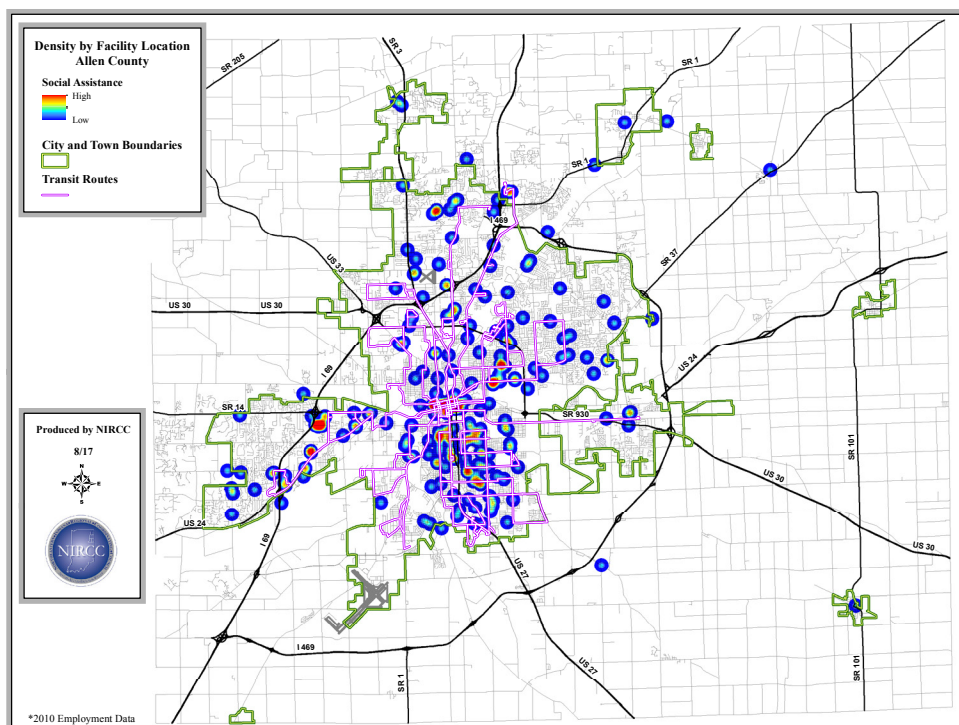 Density by Facility Location
Allen County
Social Assistance
High
Low
City and Town Boundaries
Transit Routes
Produced by NIRCC
8/17
N
W E
S
NIRCC
*2010 Employment Data
SR 205
SR 3
SR 1
SR 1
I 469
SR 37
US 33
US 30
US 30
US 24
I 69
SR 14
SR 930
SR 101
US 30
US 24
I 69
US 27
US 30
I 469
US 27
SR 1
SR 101